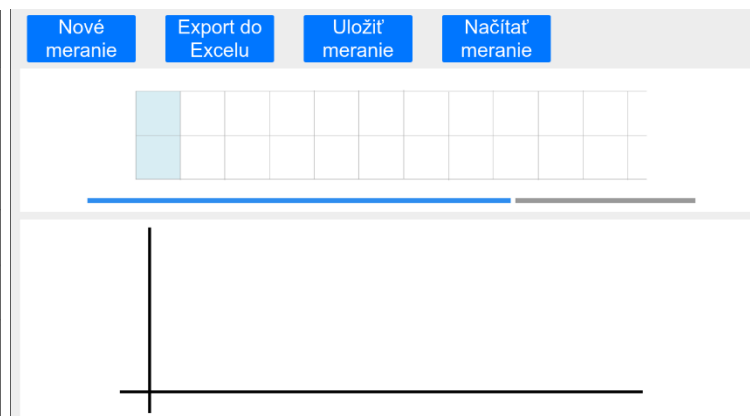 Nové
meranie
Export do
Excelu
Uložiť
meranie
Načítať
meranie